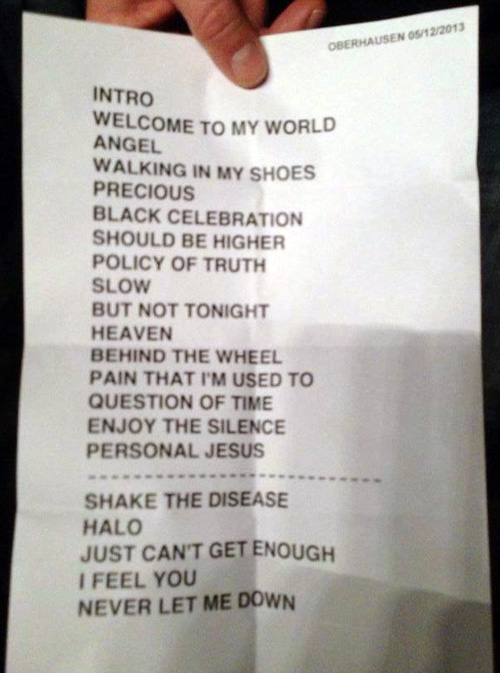 OBERHAUSEN 05/12/2013
INTRO
WELCOME TO MY WORLD
ANGEL
WALKING IN MY SHOES
PRECIOUS
BLACK CELEBRATION
SHOULD BE HIGHER
POLICY OF TRUTH
SLOW
BUT NOT TONIGHT
HEAVEN
BEHIND THE WHEEL
PAIN THAT I'M USED TO
QUESTION OF TIME
ENJOY THE SILENCE
PERSONAL JESUS
--------------------------------
SHAKE THE DISEASE
HALO
JUST CAN'T GET ENOUGH
I FEEL YOU
NEVER LET ME DOWN